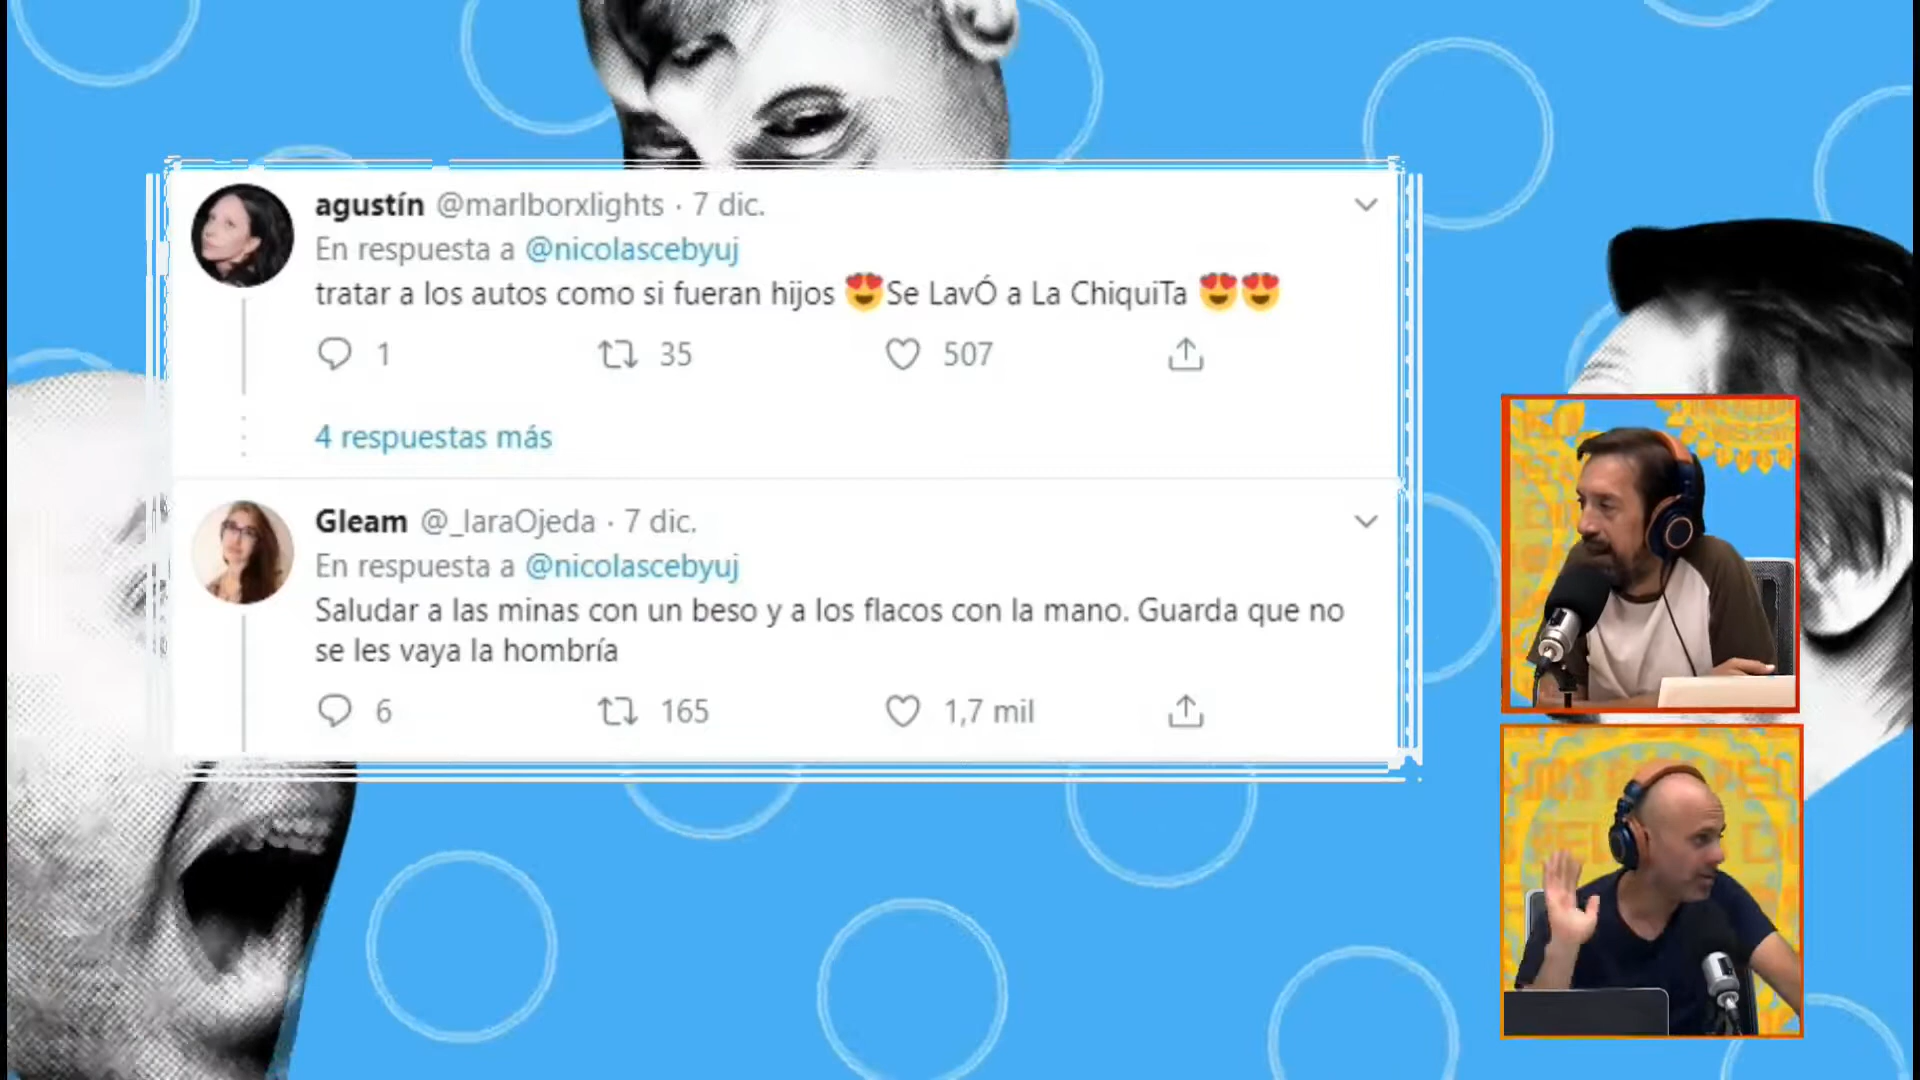 agustín @marlborxlights · 7 dic.
En respuesta a @nicolascebyuj
tratar a los autos como si fueran hijos 😍Se LavÓ a La ChiquiTa 😍😍
1 35 507
4 respuestas más
Gleam @_IaraOjeda · 7 dic.
En respuesta a @nicolascebyuj
Saludar a las minas con un beso y a los flacos con la mano. Guarda que no
se les vaya la hombría
6 165 1,7 mil